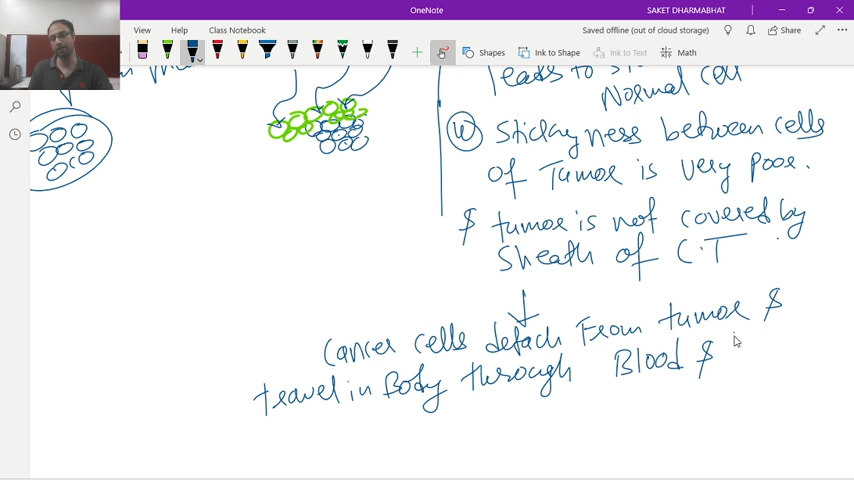 OneNote
SAKET DHARMABHAT
View Help Class Notebook
Saved offline (out of cloud storage)
Share
Shapes
Ink to Shape
Ink to Text
Math
leads to
Normal cell
(iv) Stickyness between cells
of Tumor is very poor.
$ tumor is not covered by
Sheath of C.T
↓
Cancer cells detach From tumor $
travel in Body through Blood $